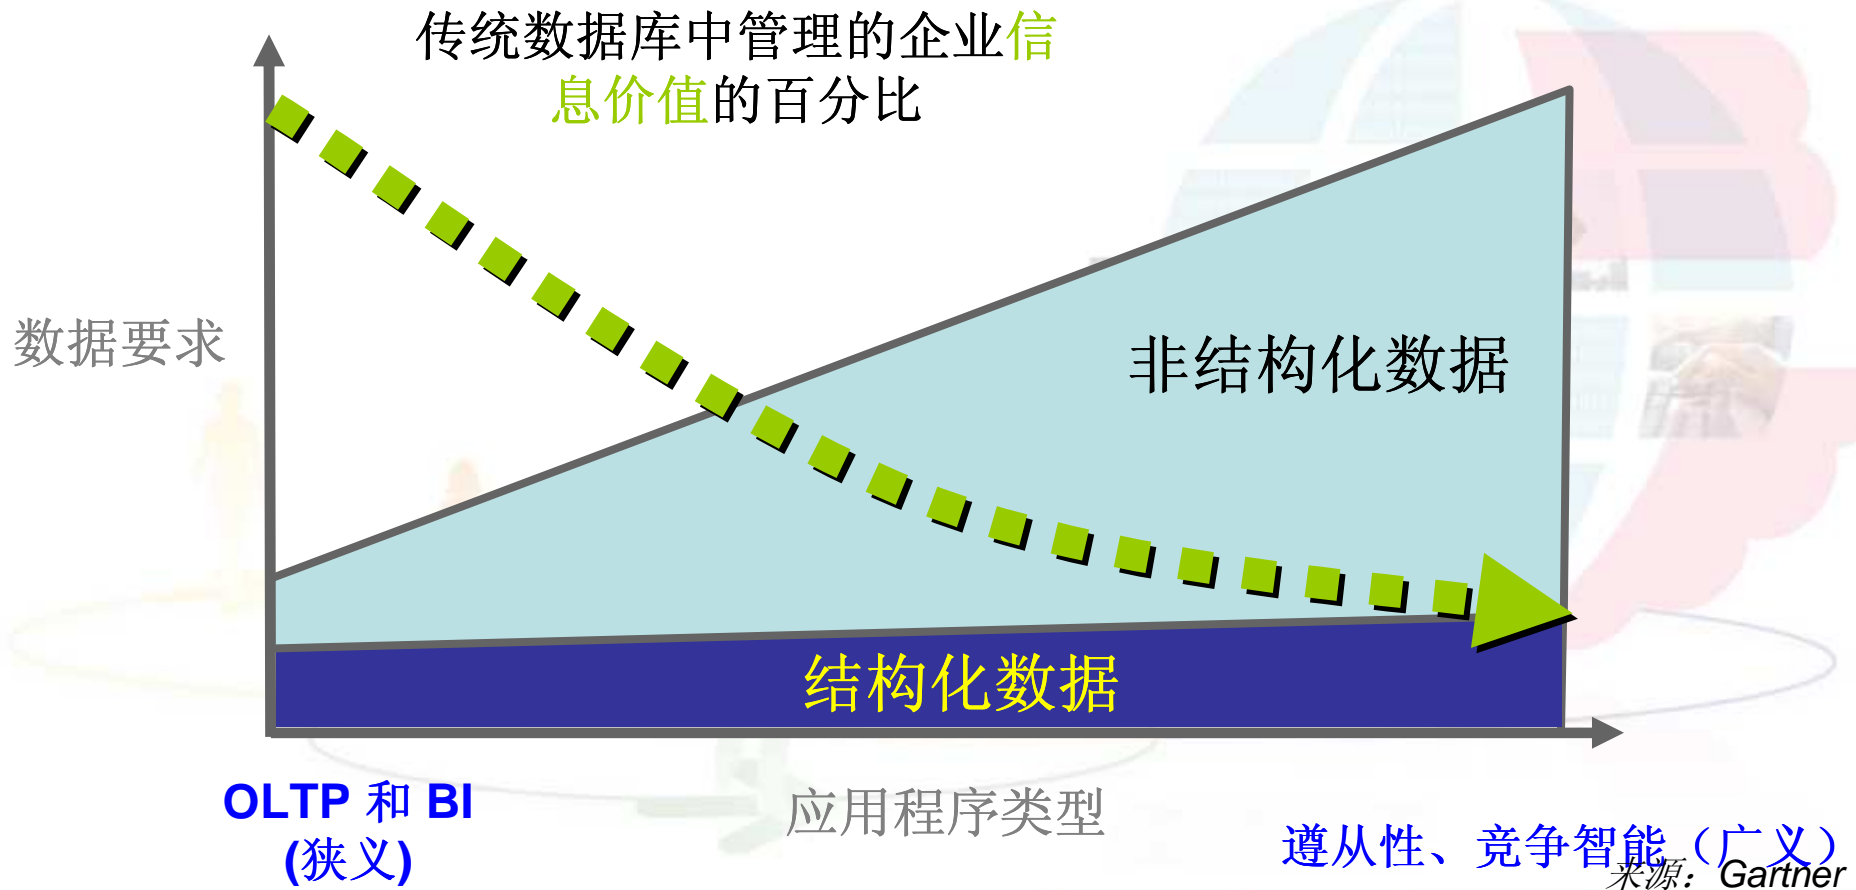 传统数据库中管理的企业信
息价值的百分比
数据要求
非结构化数据
结构化数据
OLTP 和 BI
(狭义)
应用程序类型
遵从性、竞争智能（广义）
来源：Gartner